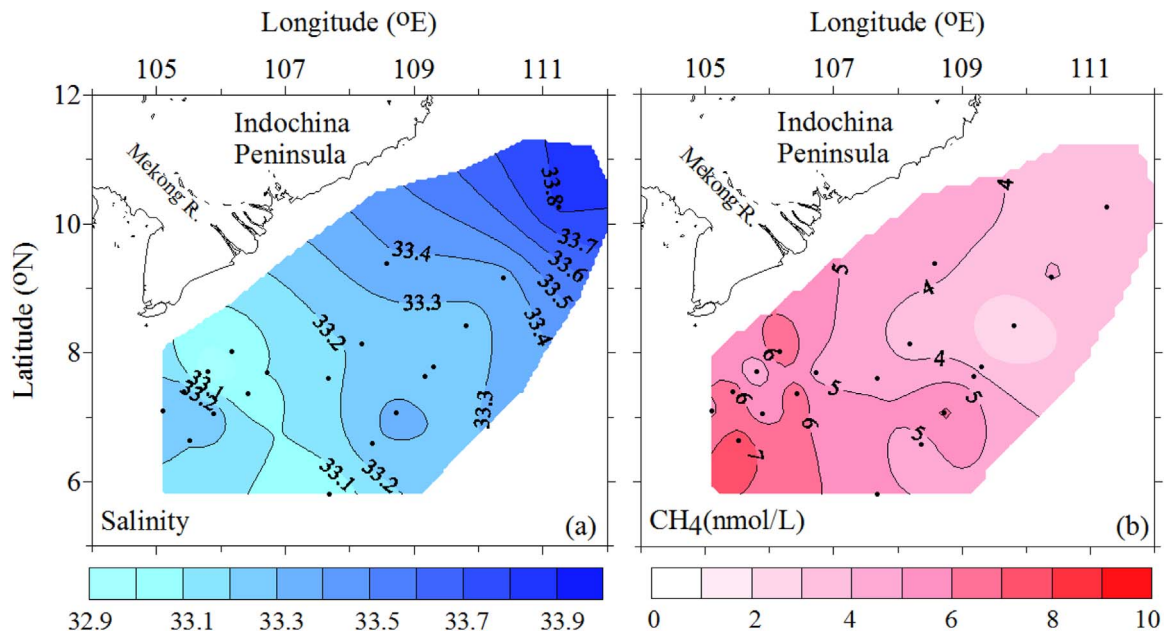 Longitude (ºE)
Longitude (ºE)
105 107 109 111
105 107 109 111
12
10
8
6
Latitude (ºN)
Indochina
Peninsula
Mekong R.
33.8
33.7
33.6
33.5
33.4
33.4
33.3
33.2
33.1
33.2
33.3
33.2
33.1
Salinity
(a)
32.9 33.1 33.3 33.5 33.7 33.9
Indochina
Peninsula
Mekong R.
4
5
4
4
6
5
5
6
6
5
7
CH4(nmol/L)
(b)
0 2 4 6 8 10